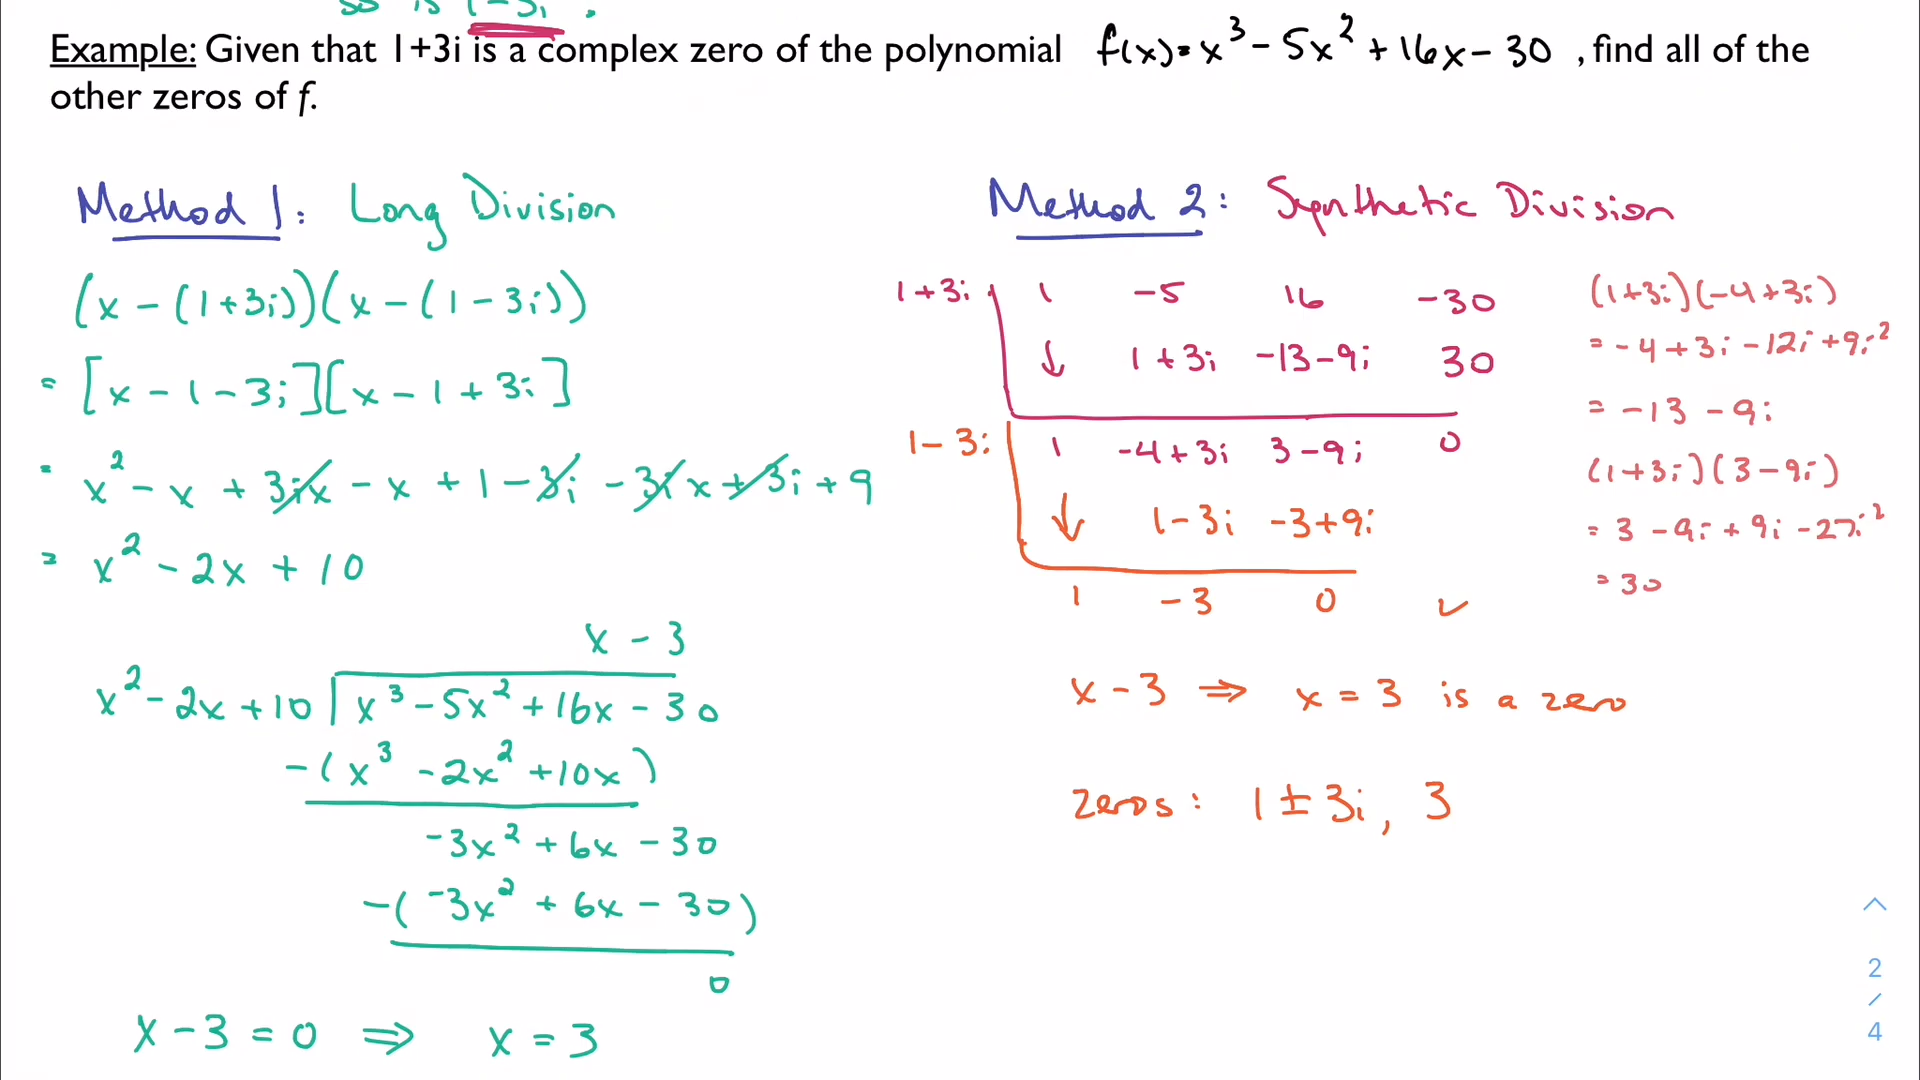 so is 1-3i.
Example: Given that 1+3i is a complex zero of the polynomial f(x)=x³-5x²+16x-30, find all of the
other zeros of f.
Method 1: Long Division
(x-(1+3i))(x-(1-3i))
= [x-1-3i][x-1+3i]
= x²-x+3ix-x+1-3i-3ix+3i+9
= x²-2x+10
x-3
x²-2x+10 x³-5x²+16x-30
-(x³-2x²+10x)
-3x²+6x-30
-(-3x²+6x-30)
0
x-3=0 ⇒ x=3
Method 2: Synthetic Division
1+3i 1 -5 16 -30
↓ 1+3i -13-9i 30
1-3i 1 -4+3i 3-9i 0
↓ 1-3i -3+9i
1 -3 0 ✓
x-3 ⇒ x=3 is a zero
zeros: 1±3i, 3
(1+3i)(-4+3i)
= -4+3i-12i+9i²
= -13-9i
(1+3i)(3-9i)
= 3-9i+9i-27i²
= 30
2
/
4